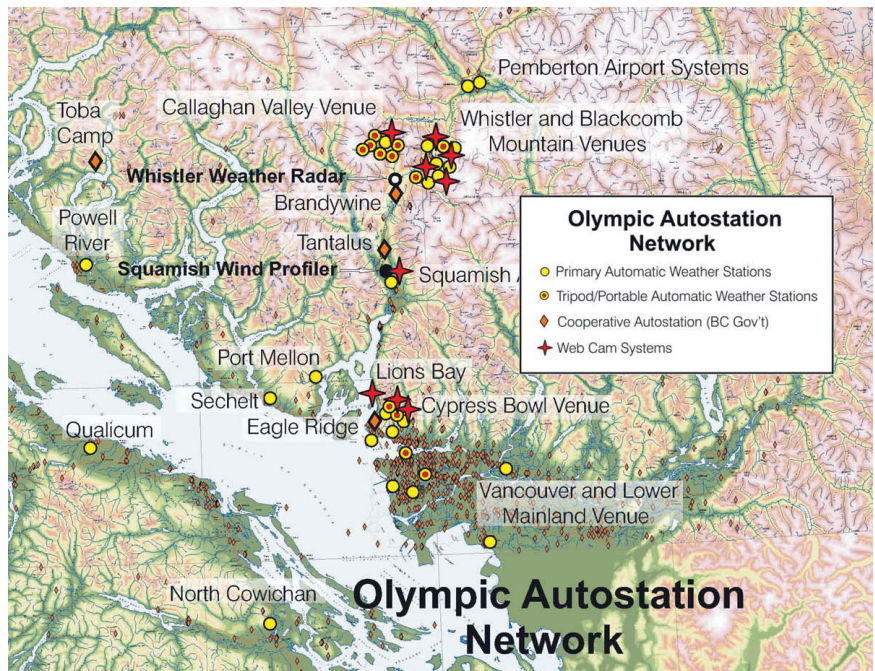 Pemberton Airport Systems
Callaghan Valley Venue
Toba
Camp
Whistler and Blackcomb
Mountain Venues
Whistler Weather Radar
Brandywine
Powell
River
Tantalus
Squamish Wind Profiler
Squamish
Olympic Autostation
Network
Primary Automatic Weather Stations
Tripod/Portable Automatic Weather Stations
Cooperative Autostation (BC Gov't)
Web Cam Systems
Port Mellon
Lions Bay
Sechelt
Cypress Bowl Venue
Eagle Ridge
Qualicum
Vancouver and Lower
Mainland Venue
North Cowichan
Olympic Autostation
Network